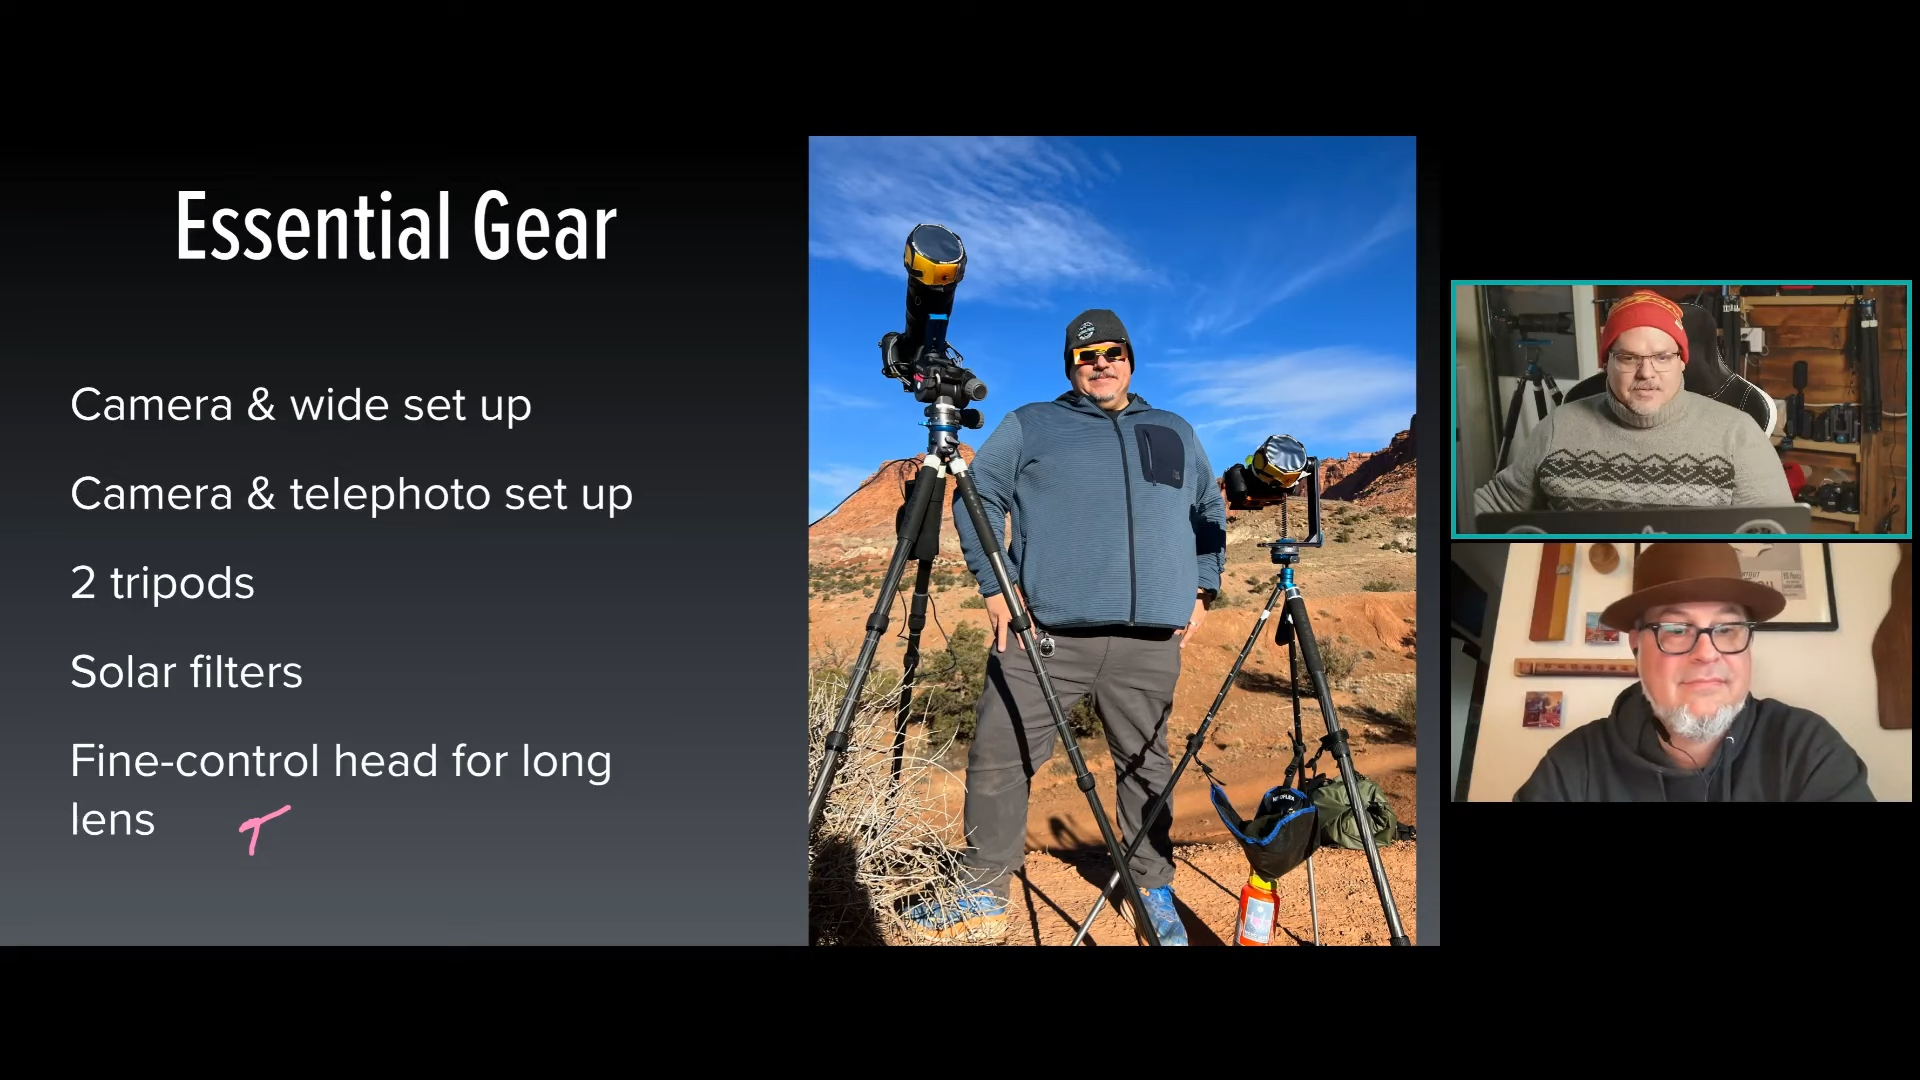 Essential Gear
Camera & wide set up
Camera & telephoto set up
2 tripods
Solar filters
Fine-control head for long
lens
T